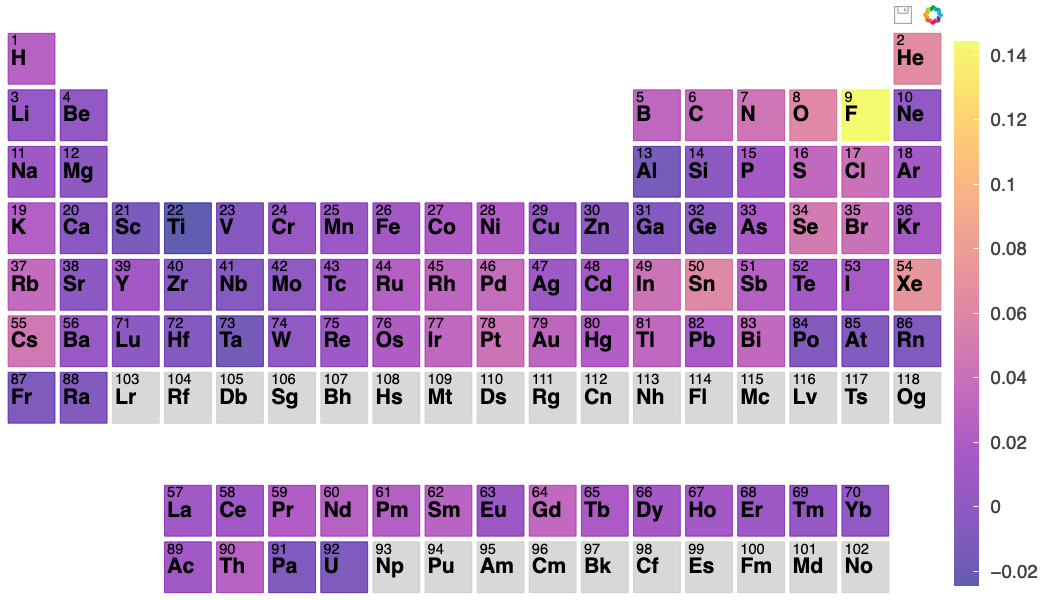 1 2
H He
0.14
3 4 5 6 7 8 9 10
Li Be B C N O F Ne
0.12
11 12 13 14 15 16 17 18
Na Mg Al Si P S Cl Ar
0.1
19 20 21 22 23 24 25 26 27 28 29 30 31 32 33 34 35 36
K Ca Sc Ti V Cr Mn Fe Co Ni Cu Zn Ga Ge As Se Br Kr
0.08
37 38 39 40 41 42 43 44 45 46 47 48 49 50 51 52 53 54
Rb Sr Y Zr Nb Mo Tc Ru Rh Pd Ag Cd In Sn Sb Te I Xe
0.06
55 56 71 72 73 74 75 76 77 78 79 80 81 82 83 84 85 86
Cs Ba Lu Hf Ta W Re Os Ir Pt Au Hg Tl Pb Bi Po At Rn
0.04
87 88 103 104 105 106 107 108 109 110 111 112 113 114 115 116 117 118
Fr Ra Lr Rf Db Sg Bh Hs Mt Ds Rg Cn Nh Fl Mc Lv Ts Og
0.02
57 58 59 60 61 62 63 64 65 66 67 68 69 70
La Ce Pr Nd Pm Sm Eu Gd Tb Dy Ho Er Tm Yb
0
89 90 91 92 93 94 95 96 97 98 99 100 101 102
Ac Th Pa U Np Pu Am Cm Bk Cf Es Fm Md No
−0.02